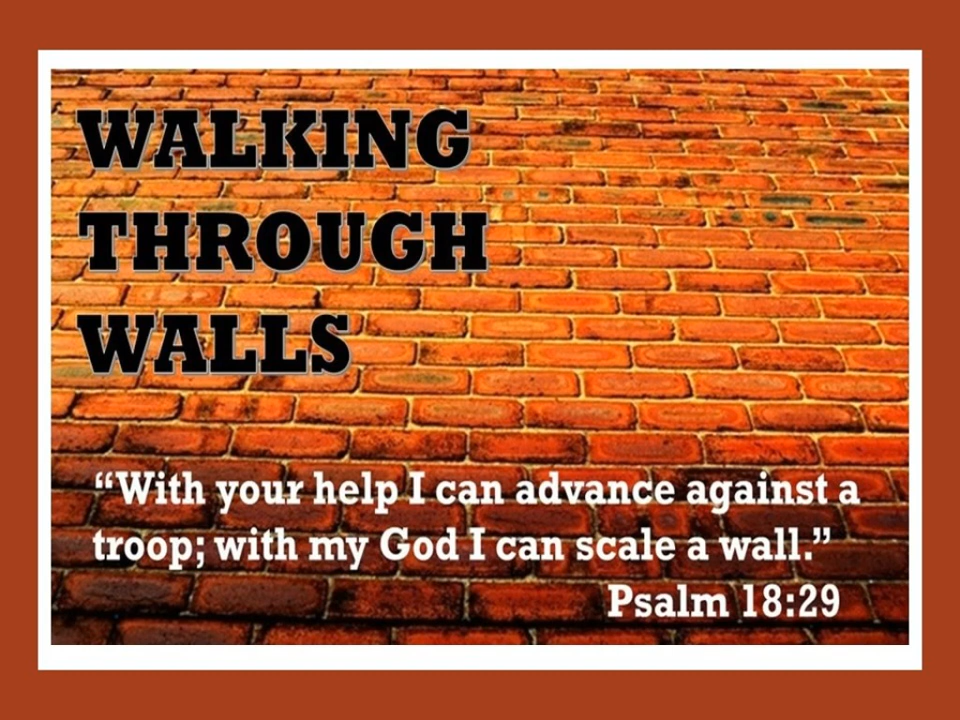 WALKING
THROUGH
WALLS
“With your help I can advance against a
troop; with my God I can scale a wall.”
Psalm 18:29